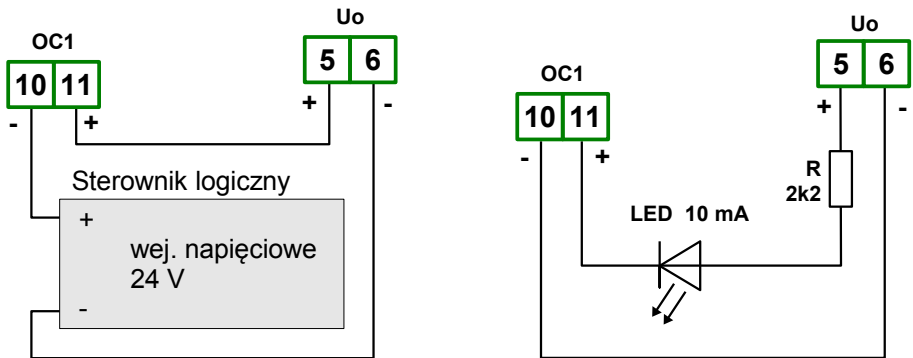 Uo
OC1
5 6
10 11
+ -
- +
Sterownik logiczny
+
wej. napięciowe
24 V
-
Uo
OC1
5 6
10 11
+ -
- +
R
2k2
LED 10 mA